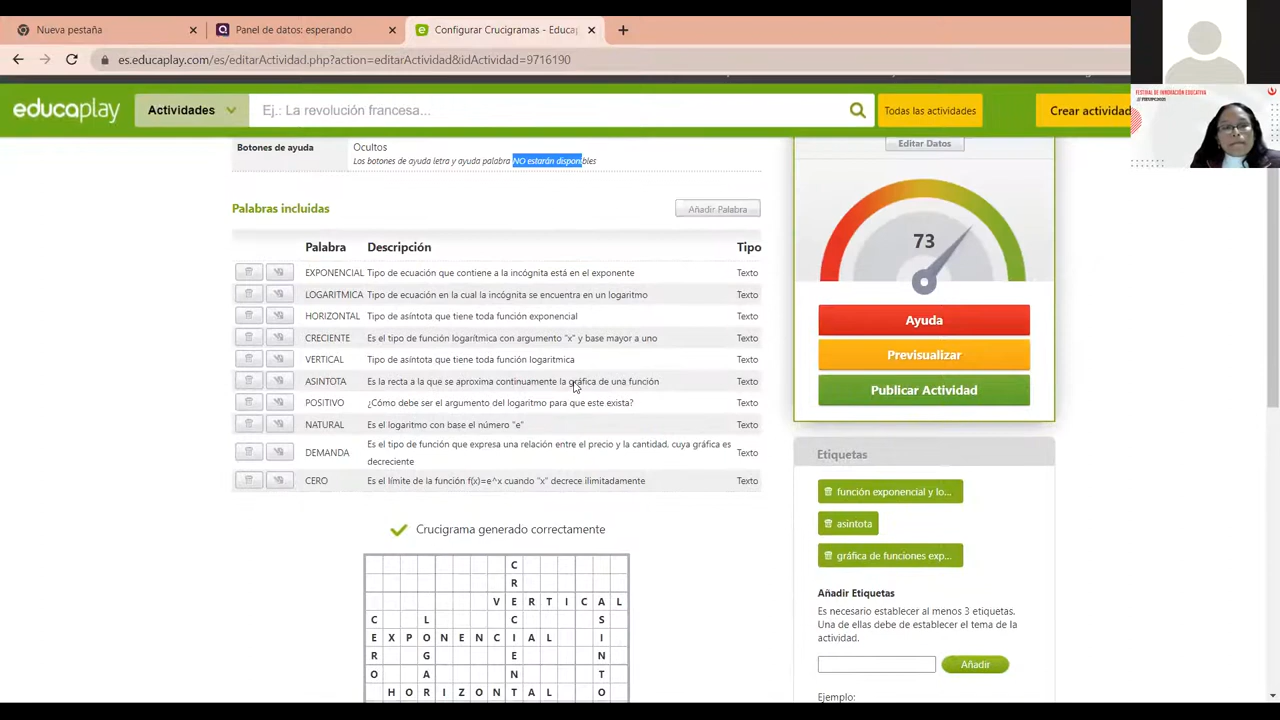 Nueva pestaña
Panel de datos: esperando
Configurar Crucigramas - Educa
es.educaplay.com/es/editarActividad.php?action=editarActividad&idActividad=9716190
educaplay
Actividades
Ej.: La revolución francesa...
Todas las actividades
Crear actividad
FESTIVAL DE INNOVACIÓN EDUCATIVA
Botones de ayuda
Ocultos
Los botones de ayuda letra y ayuda palabra NO estarán disponibles
Editar Datos
Palabras incluidas
Añadir Palabra
73
Palabra Descripción Tipo
EXPONENCIAL Tipo de ecuación que contiene a la incógnita está en el exponente Texto
LOGARITMICA Tipo de ecuación en la cual la incógnita se encuentra en un logaritmo Texto
HORIZONTAL Tipo de asíntota que tiene toda función exponencial Texto
CRECIENTE Es el tipo de función logarítmica con argumento "x" y base mayor a uno Texto
VERTICAL Tipo de asíntota que tiene toda función logaritmica Texto
ASINTOTA Es la recta a la que se aproxima continuamente la gráfica de una función Texto
POSITIVO ¿Cómo debe ser el argumento del logaritmo para que este exista? Texto
NATURAL Es el logaritmo con base el número "e" Texto
DEMANDA Es el tipo de función que expresa una relación entre el precio y la cantidad, cuya gráfica es decreciente Texto
CERO Es el límite de la función f(x)=e^x cuando "x" decrece ilimitadamente Texto
Ayuda
Previsualizar
Publicar Actividad
Etiquetas
función exponencial y lo...
asintota
gráfica de funciones exp...
Añadir Etiquetas
Es necesario establecer al menos 3 etiquetas.
Una de ellas debe de establecer el tema de la
actividad.
Añadir
Ejemplo:
Crucigrama generado correctamente
C
R
V E R T I C A L
C L C S
E X P O N E N C I A L I
R G E N
O A N T
H O R I Z O N T A L O